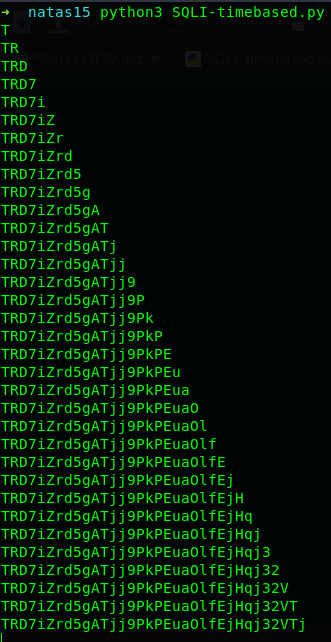 ➜ natas15 python3 SQLI-timebased.py
T
TR
TRD
TRD7
TRD7i
TRD7iZ
TRD7iZr
TRD7iZrd
TRD7iZrd5
TRD7iZrd5g
TRD7iZrd5gA
TRD7iZrd5gAT
TRD7iZrd5gATj
TRD7iZrd5gATjj
TRD7iZrd5gATjj9
TRD7iZrd5gATjj9P
TRD7iZrd5gATjj9Pk
TRD7iZrd5gATjj9PkP
TRD7iZrd5gATjj9PkPE
TRD7iZrd5gATjj9PkPEu
TRD7iZrd5gATjj9PkPEua
TRD7iZrd5gATjj9PkPEuaO
TRD7iZrd5gATjj9PkPEuaOl
TRD7iZrd5gATjj9PkPEuaOlf
TRD7iZrd5gATjj9PkPEuaOlfE
TRD7iZrd5gATjj9PkPEuaOlfEj
TRD7iZrd5gATjj9PkPEuaOlfEjH
TRD7iZrd5gATjj9PkPEuaOlfEjHq
TRD7iZrd5gATjj9PkPEuaOlfEjHqj
TRD7iZrd5gATjj9PkPEuaOlfEjHqj3
TRD7iZrd5gATjj9PkPEuaOlfEjHqj32
TRD7iZrd5gATjj9PkPEuaOlfEjHqj32V
TRD7iZrd5gATjj9PkPEuaOlfEjHqj32VT
TRD7iZrd5gATjj9PkPEuaOlfEjHqj32VTj